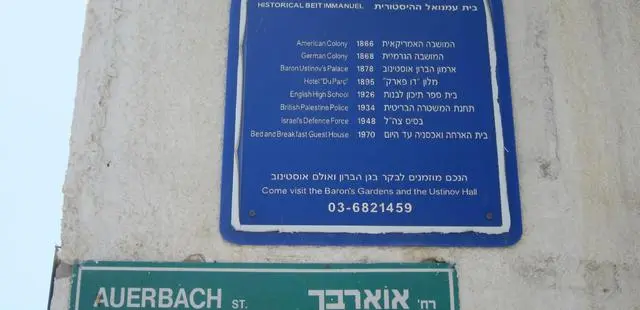 HISTORICAL BEIT IMMANUEL בית עמנואל ההיסטורית
American Colony 1866 המושבה האמריקאית
German Colony 1868 המושבה הגרמנית
Baron Ustinov's Palace 1878 ארמון הברון אוסטינוב
Hotel "Du Parc" 1895 מלון "דו פארק"
English High School 1926 בית ספר תיכון לבנות
British Palestine Police 1934 תחנת המשטרה הבריטית
Israel's Defence Force 1948 בסיס צה"ל
Bed and Breakfast Guest House 1970 בית הארחה ואכסניה עד היום
הנכם מוזמנים לבקר בגן הברון ואולם אוסטינוב
Come visit the Baron's Gardens and the Ustinov Hall
03-6821459
AUERBACH ST. רח' אוארבך